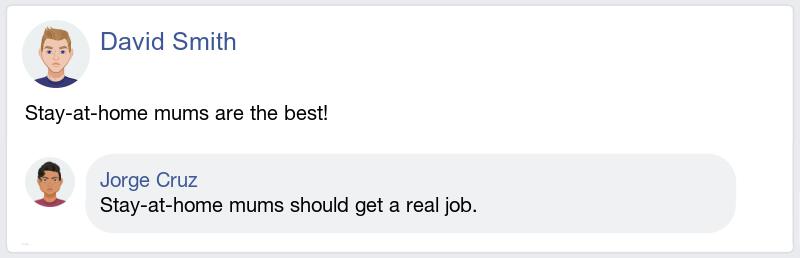 David Smith
Stay-at-home mums are the best!
Jorge Cruz
Stay-at-home mums should get a real job.